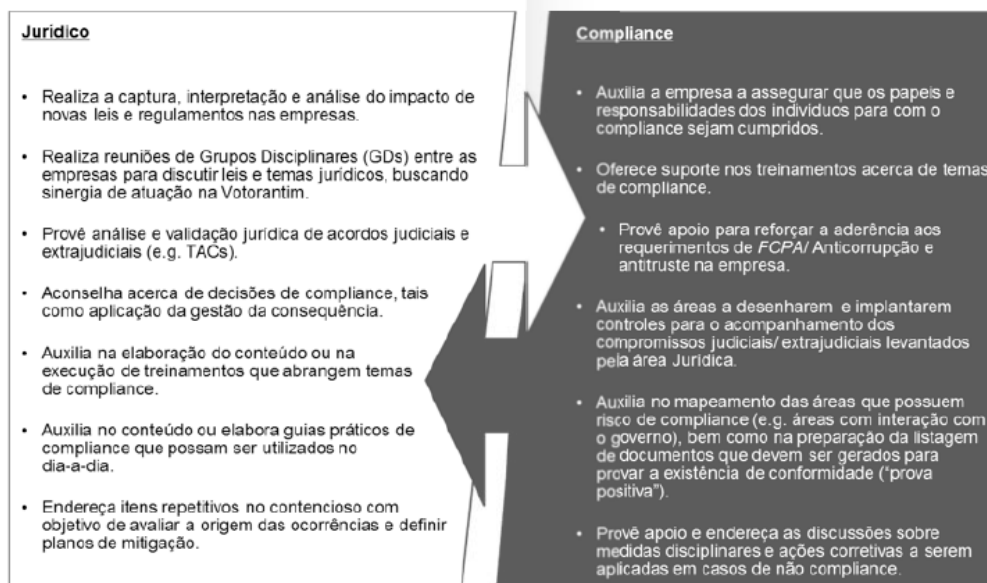 Jurídico
• Realiza a captura, interpretação e análise do impacto de
novas leis e regulamentos nas empresas.
• Realiza reuniões de Grupos Disciplinares (GDs) entre as
empresas para discutir leis e temas jurídicos, buscando
sinergia de atuação na Votorantim.
• Provê análise e validação jurídica de acordos judiciais e
extrajudiciais (e.g. TACs).
• Aconselha acerca de decisões de compliance, tais
como aplicação da gestão da consequência.
• Auxilia na elaboração do conteúdo ou na
execução de treinamentos que abrangem temas
de compliance.
• Auxilia no conteúdo ou elabora guias práticos de
compliance que possam ser utilizados no
dia-a-dia.
• Endereça itens repetitivos no contencioso com
objetivo de avaliar a origem das ocorrências e definir
planos de mitigação.
Compliance
• Auxilia a empresa a assegurar que os papeis e
responsabilidades dos individuos para com o
compliance sejam cumpridos.
• Oferece suporte nos treinamentos acerca de temas
de compliance.
• Provê apoio para reforçar a aderência aos
requerimentos de FCPA/ Anticorrupção e
antitruste na empresa.
• Auxilia as áreas a desenharem e implantarem
controles para o acompanhamento dos
compromissos judiciais/ extrajudiciais levantados
pela área Jurídica.
• Auxilia no mapeamento das áreas que possuem
risco de compliance (e.g. áreas com interação com
o governo), bem como na preparação da listagem
de documentos que devem ser gerados para
provar a existência de conformidade (“prova
positiva”).
• Provê apoio e endereça as discussões sobre
medidas disciplinares e ações corretivas a serem
aplicadas em casos de não compliance.